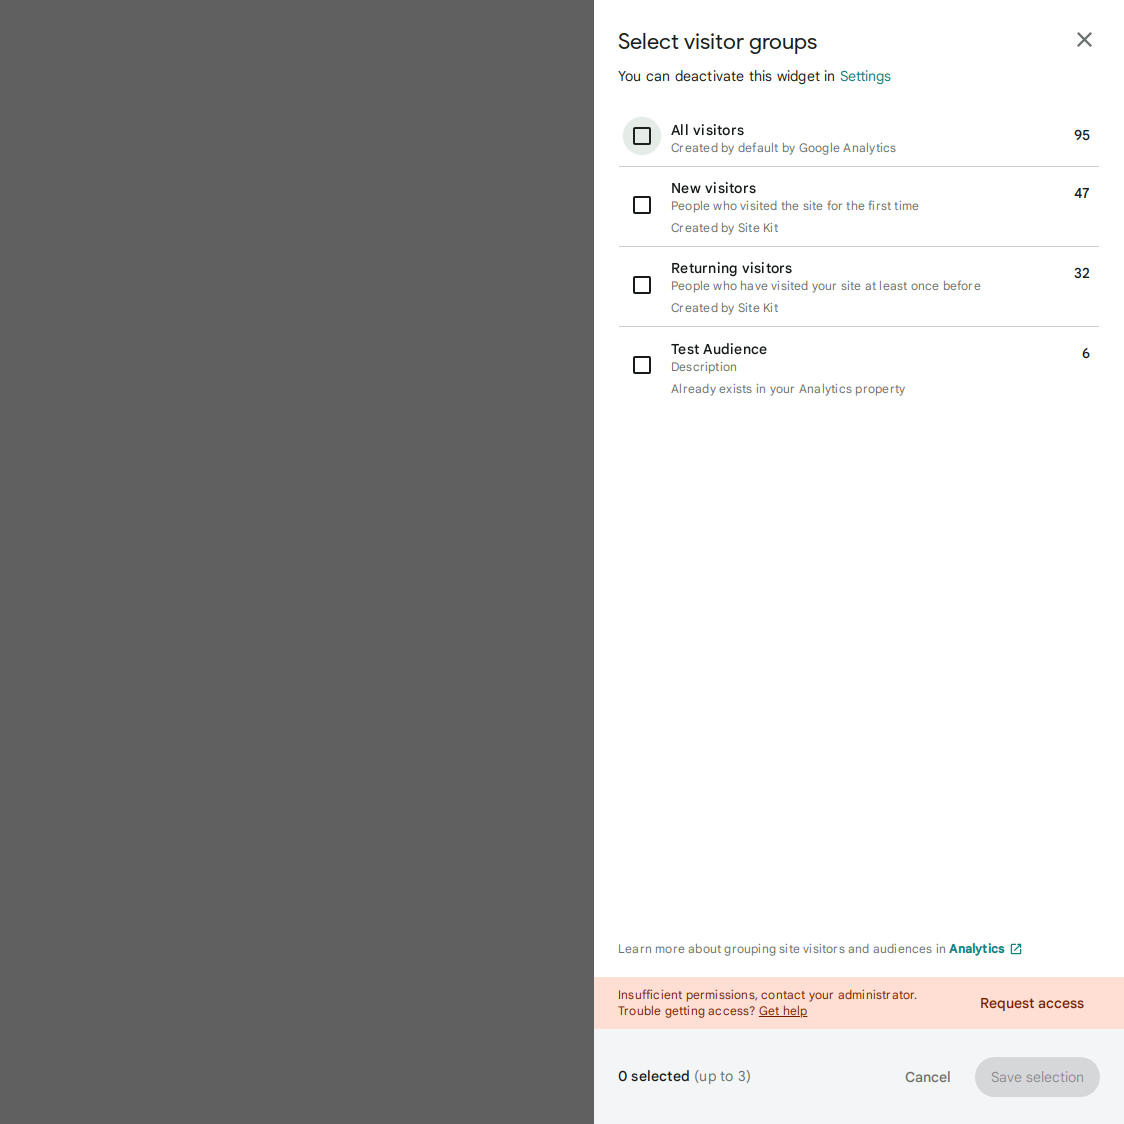 Select visitor groups
You can deactivate this widget in Settings
All visitors
95
Created by default by Google Analytics
New visitors
47
People who visited the site for the first time
Created by Site Kit
Returning visitors
32
People who have visited your site at least once before
Created by Site Kit
Test Audience
6
Description
Already exists in your Analytics property
Learn more about grouping site visitors and audiences in Analytics
Insufficient permissions, contact your administrator.
Trouble getting access? Get help
Request access
0 selected (up to 3)
Cancel
Save selection